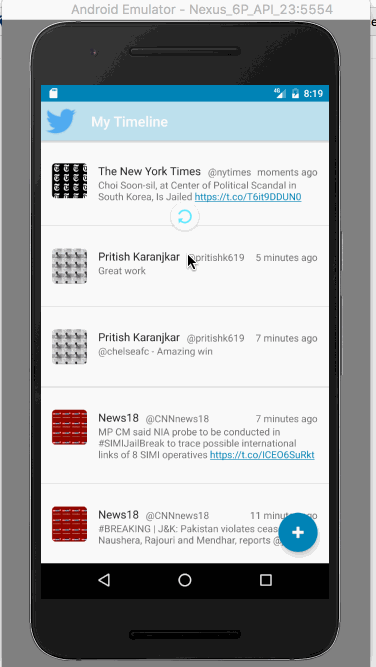 Android Emulator - Nexus_6P_API_23:5554
4G 8:19
My Timeline
The New York Times @nytimes moments ago
Choi Soon-sil, at Center of Political Scandal in
South Korea, Is Jailed https://t.co/T6it9DDUN0
Pritish Karanjkar @pritishk619 5 minutes ago
Great work
Pritish Karanjkar @pritishk619 7 minutes ago
@chelseafc - Amazing win
News18 @CNNnews18 7 minutes ago
MP CM said NIA probe to be conducted in
#SIMIJailBreak to trace possible international
links of 8 SIMI operatives https://t.co/ICEO6SuRkt
News18 @CNNnews18 11 minutes ago
#BREAKING | J&K: Pakistan violates
Naushera, Rajouri and Mendhar, reports